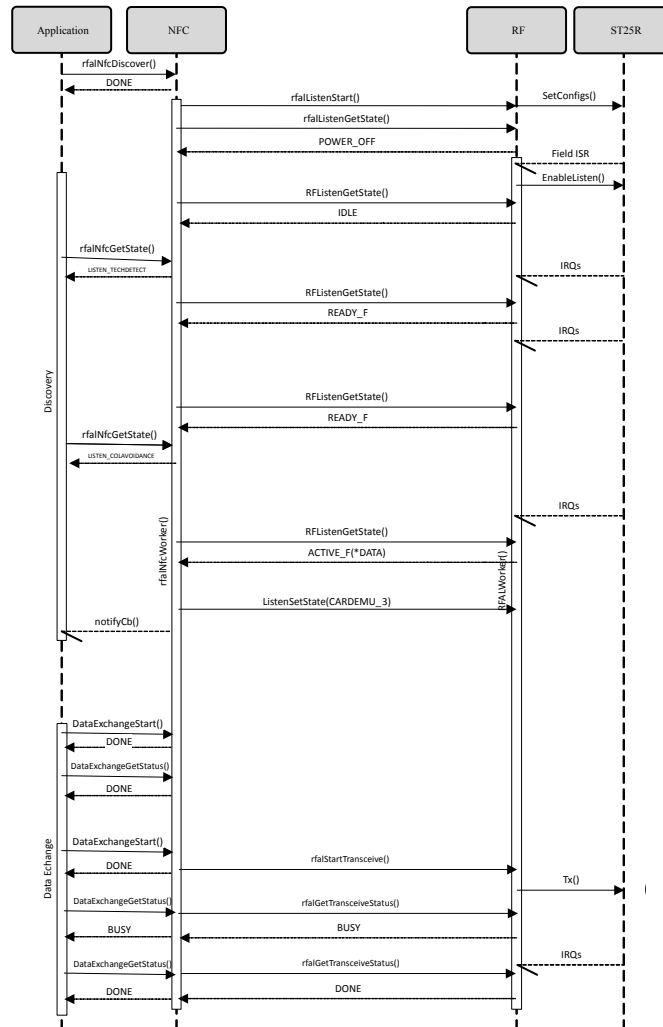 Application
NFC
RF
ST25R
rfalNfcDiscover()
DONE
rfalListenStart()
SetConfigs()
rfalListenGetState()
POWER_OFF
Field ISR
EnableListen()
RFListenGetState()
IDLE
rfalNfcGetState()
LISTEN_TECHDETECT
IRQs
RFListenGetState()
READY_F
IRQs
Discovery
RFListenGetState()
READY_F
rfalNfcGetState()
LISTEN_COLAVOIDANCE
IRQs
rfalNfcWorker()
RFListenGetState()
ACTIVE_F(*DATA)
RFALWorker()
ListenSetState(CARDEMU_3)
notifyCb()
DataExchangeStart()
DONE
DataExchangeGetStatus()
DONE
Data Echange
DataExchangeStart()
DONE
rfalStartTransceive()
Tx()
DataExchangeGetStatus()
rfalGetTransceiveStatus()
BUSY
BUSY
DataExchangeGetStatus()
rfalGetTransceiveStatus()
IRQs
DONE
DONE